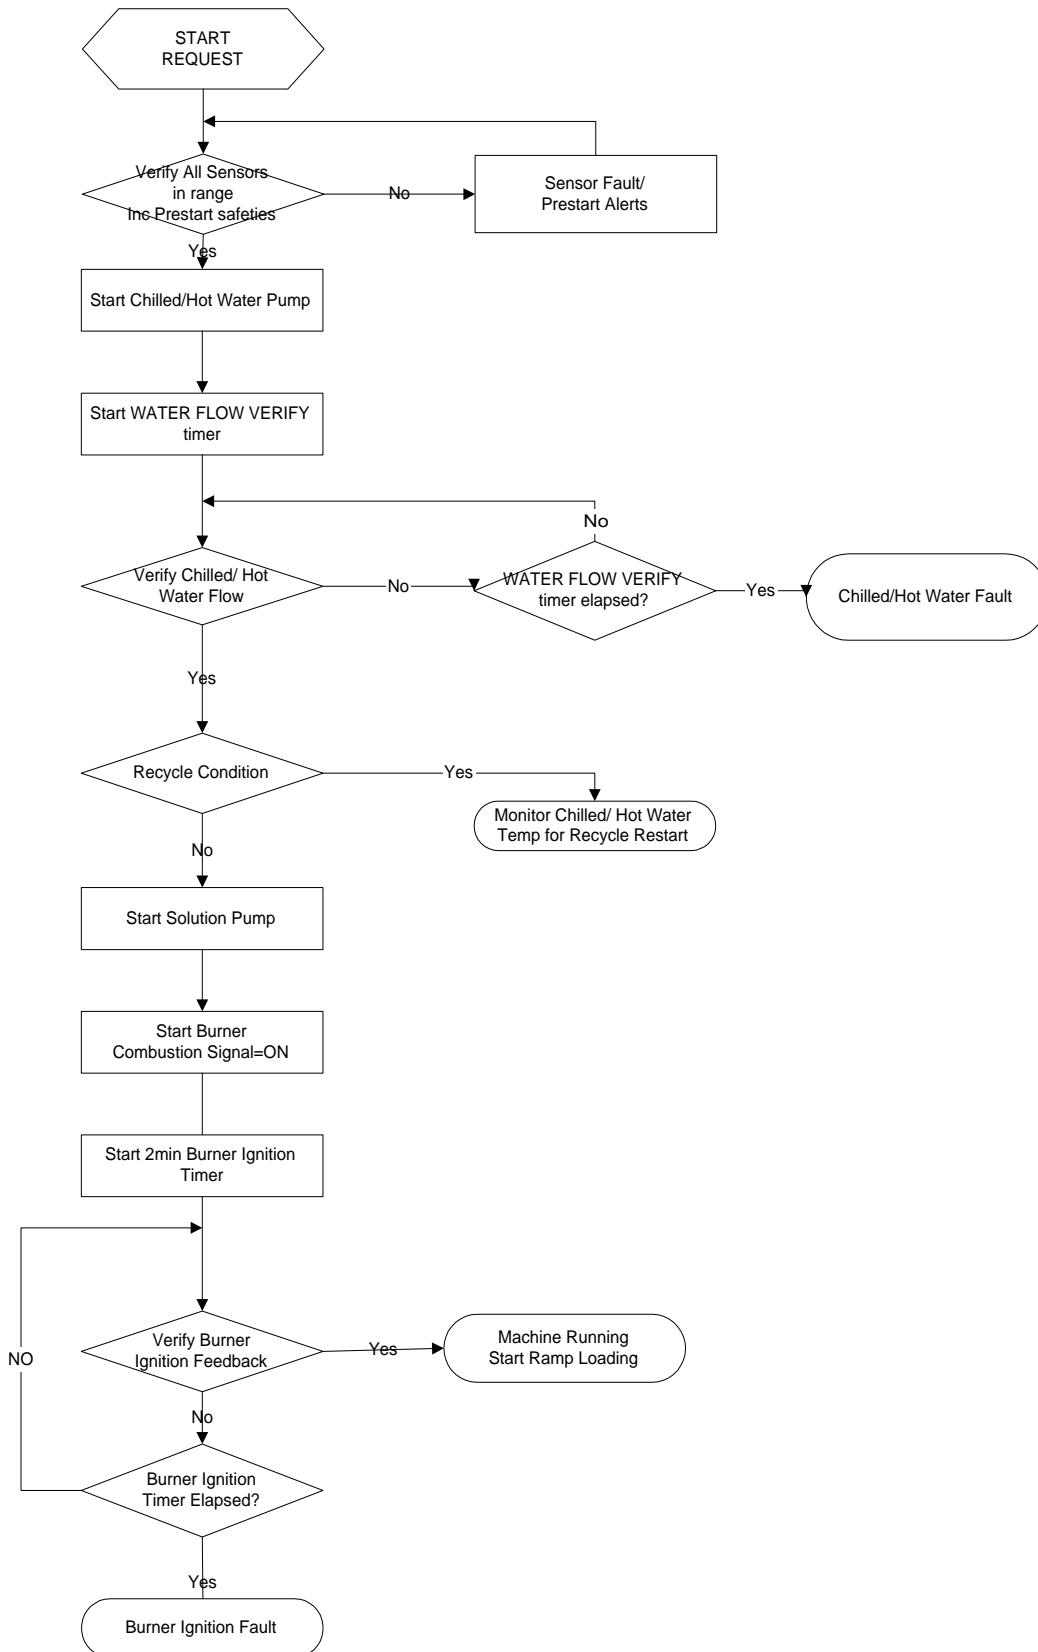 START
REQUEST
Verify All Sensors
in range
Inc Prestart safeties
No
Sensor Fault/
Prestart Alerts
Yes
Start Chilled/Hot Water Pump
Start WATER FLOW VERIFY
timer
No
Verify Chilled/ Hot
Water Flow
No
WATER FLOW VERIFY
timer elapsed?
Yes
Chilled/Hot Water Fault
Yes
Recycle Condition
Yes
Monitor Chilled/ Hot Water
Temp for Recycle Restart
No
Start Solution Pump
Start Burner
Combustion Signal=ON
Start 2min Burner Ignition
Timer
Verify Burner
Ignition Feedback
Yes
Machine Running
Start Ramp Loading
NO
No
Burner Ignition
Timer Elapsed?
Yes
Burner Ignition Fault